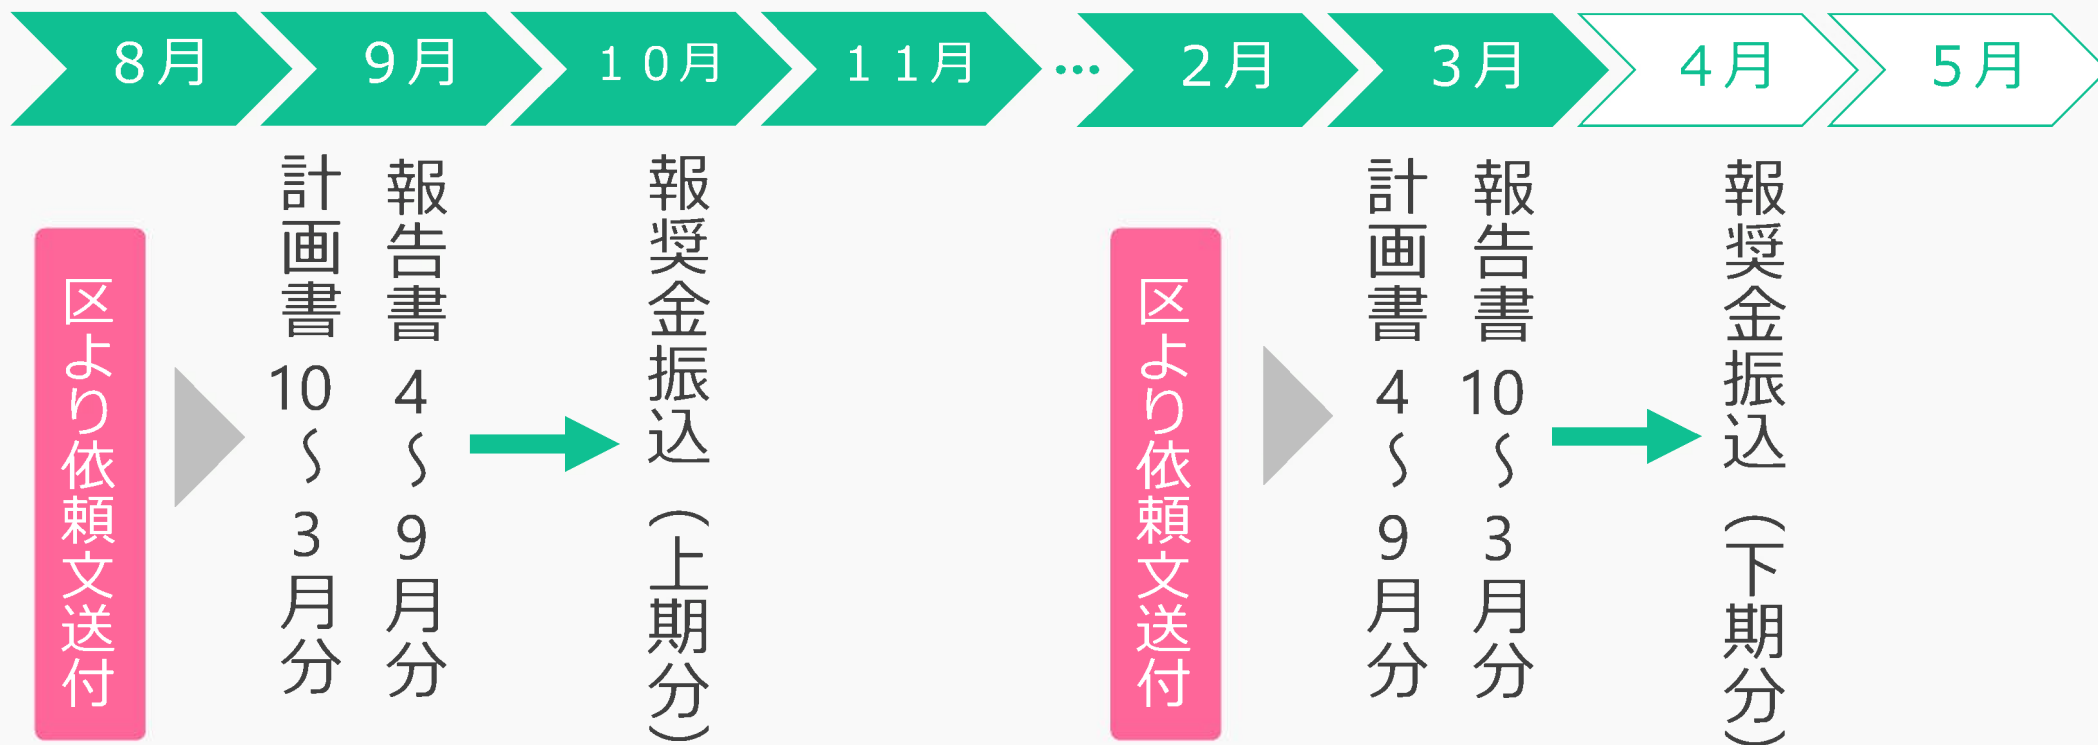 8月
9月
１０月
１１月
…
2月
3月
4月
5月
区より依頼文送付
計画書 10～3月分
報告書 4～9月分
報奨金振込（上期分）
区より依頼文送付
計画書 4～9月分
報告書 10～3月分
報奨金振込（下期分）